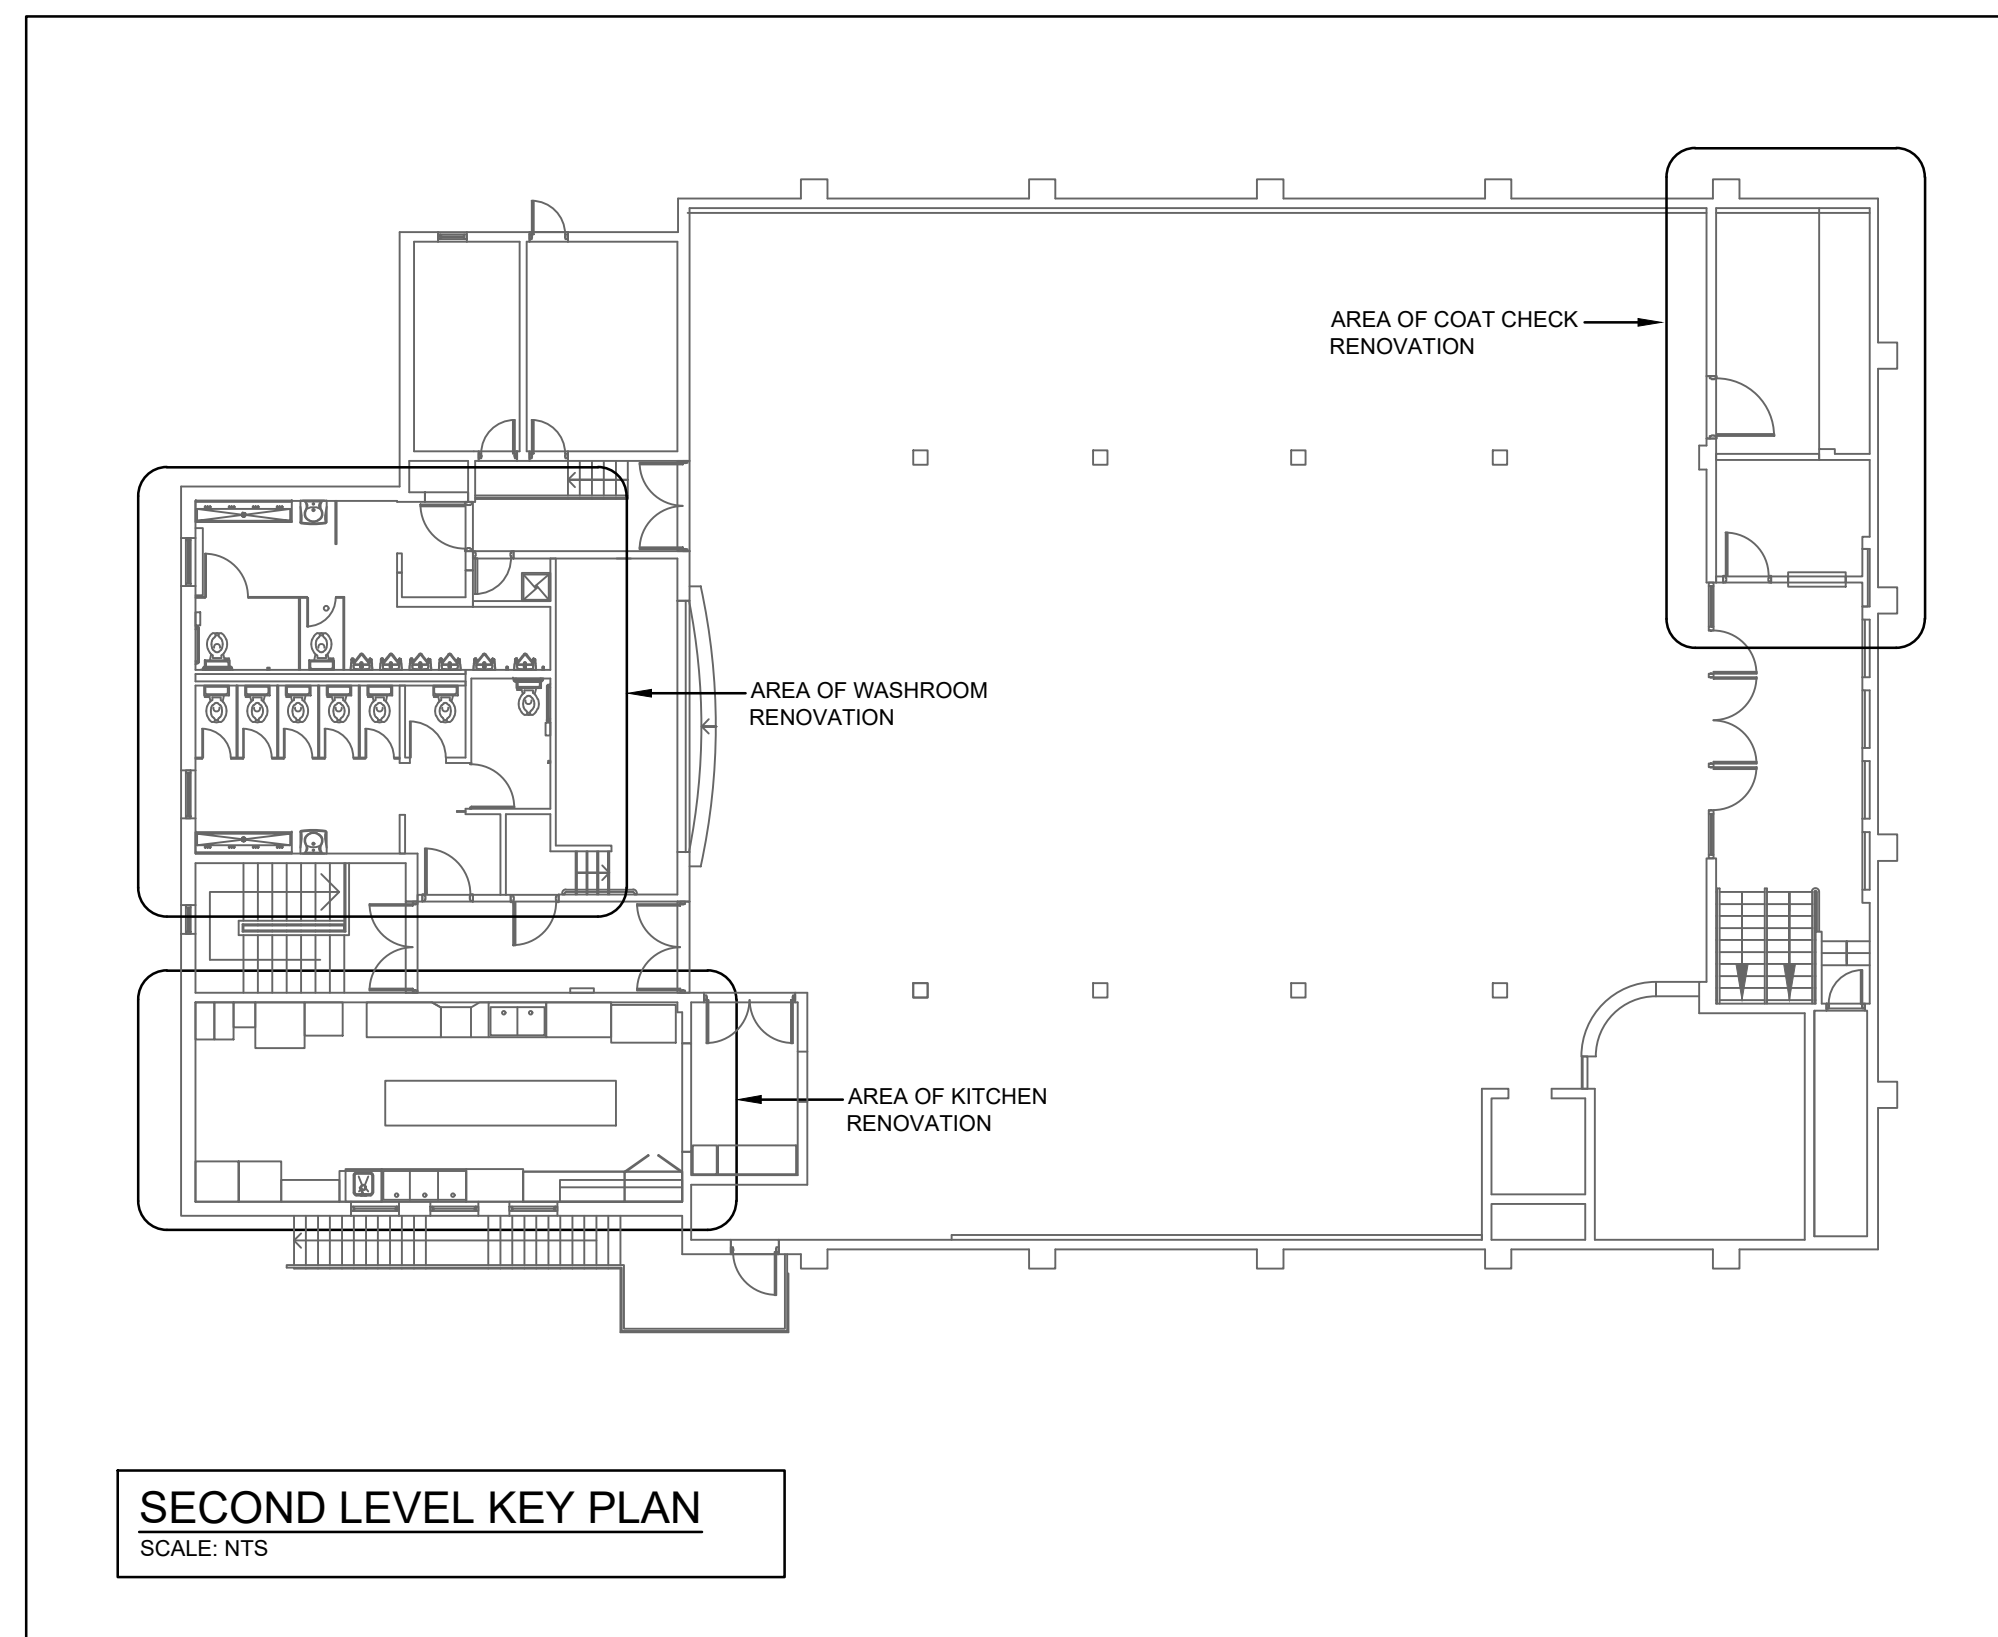 AREA OF COAT CHECK
RENOVATION
AREA OF WASHROOM
RENOVATION
AREA OF KITCHEN
RENOVATION
SECOND LEVEL KEY PLAN
SCALE: NTS